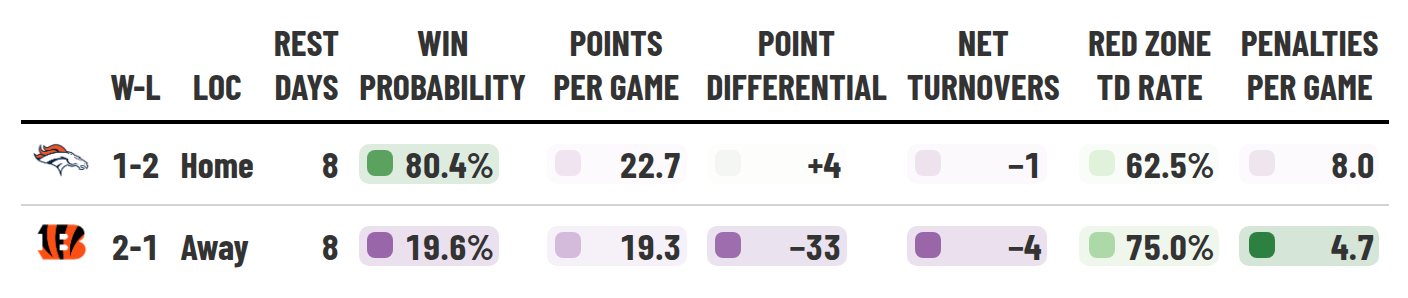 REST WIN POINTS POINT NET RED ZONE PENALTIES
W-L LOC DAYS PROBABILITY PER GAME DIFFERENTIAL TURNOVERS TD RATE PER GAME
1-2 Home 8 80.4% 22.7 +4 −1 62.5% 8.0
2-1 Away 8 19.6% 19.3 −33 −4 75.0% 4.7